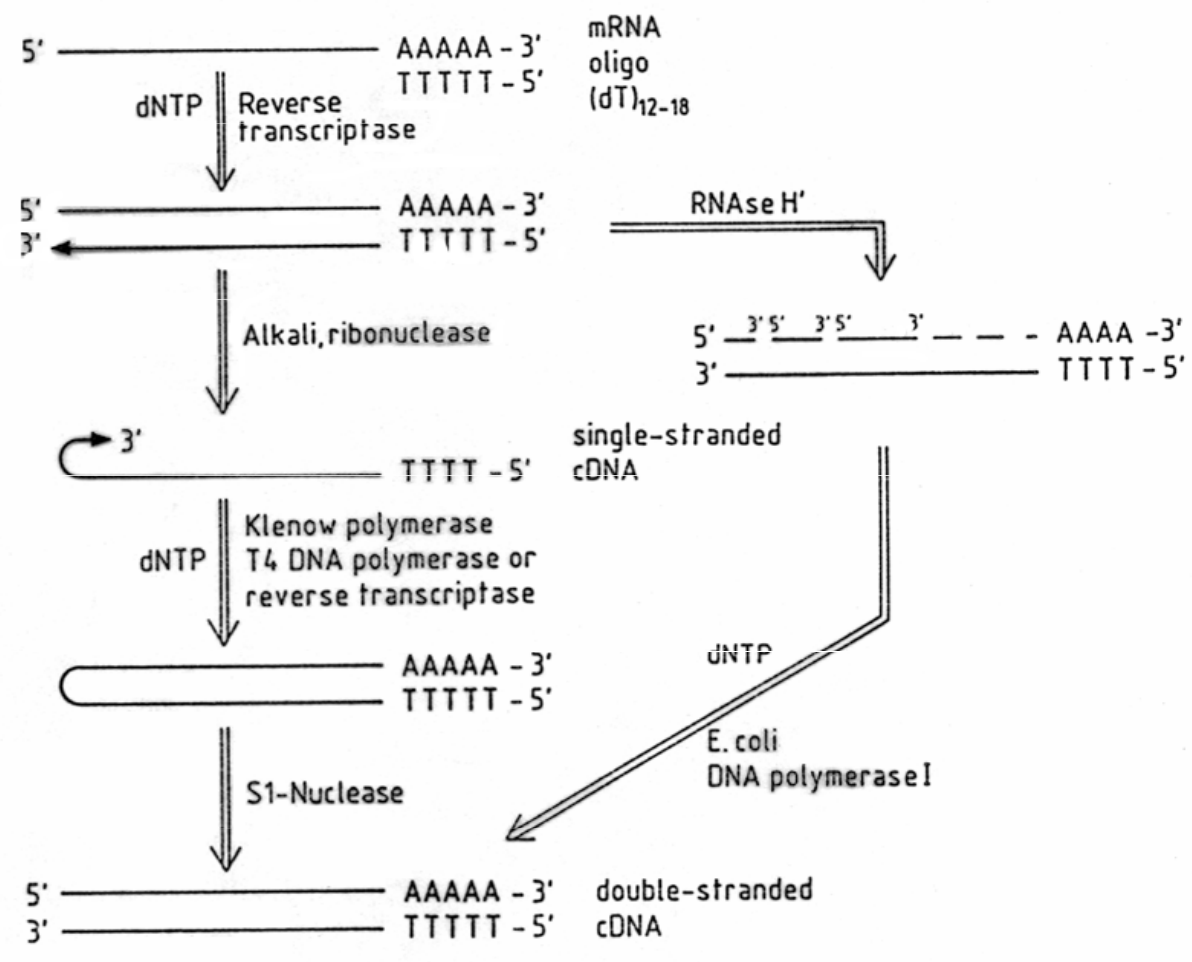 5' AAAAA - 3' mRNA
TTTTT - 5' oligo
(dT)12-18
dNTP Reverse
transcriptase
5' AAAAA - 3'
3' TTTTT - 5'
RNAse H'
Alkali, ribonuclease
5' 3' 5' 3' 5' 3' AAAA - 3'
3' TTTT - 5'
3'
TTTT - 5'
single-stranded
cDNA
Klenow polymerase
dNTP T4 DNA polymerase or
reverse transcriptase
AAAAA - 3'
TTTTT - 5'
dNTP
E. coli
DNA polymerase I
S1-Nuclease
5' AAAAA - 3' double-stranded
3' TTTTT - 5' cDNA